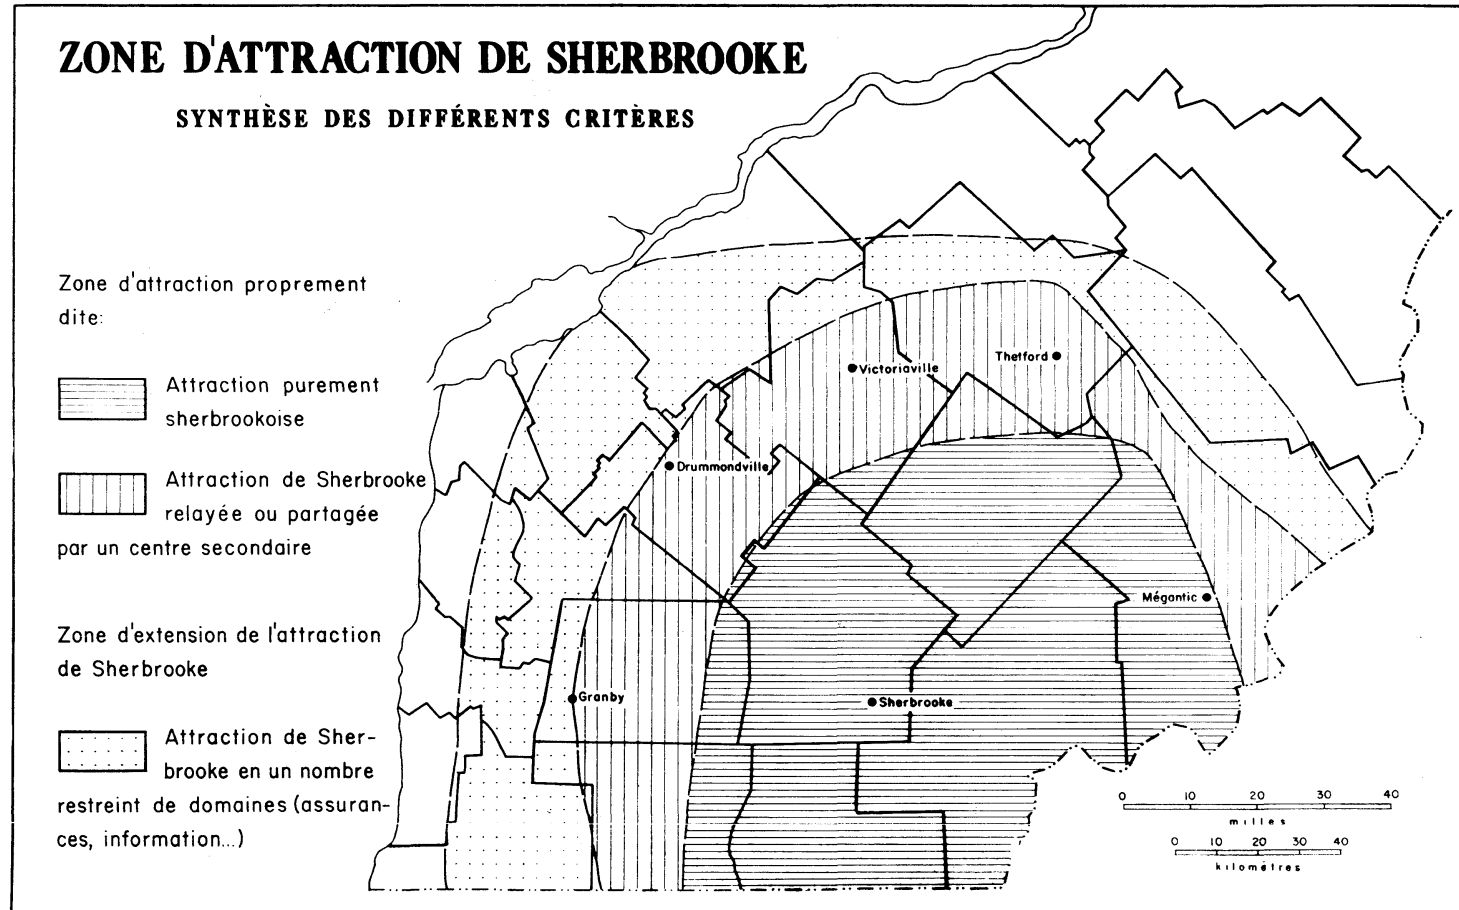 ZONE D'ATTRACTION DE SHERBROOKE
SYNTHÈSE DES DIFFÉRENTS CRITÈRES
Zone d'attraction proprement
dite:
Attraction purement
sherbrookoise
Attraction de Sherbrooke
relayée ou partagée
par un centre secondaire
Zone d'extension de l'attraction
de Sherbrooke
Attraction de Sher-
brooke en un nombre
restreint de domaines (assuran-
ces, information...)
Thetford
Victoriaville
Drummondville
Mégantic
Granby
Sherbrooke
0 10 20 30 40
milles
0 10 20 30 40
kilomètres